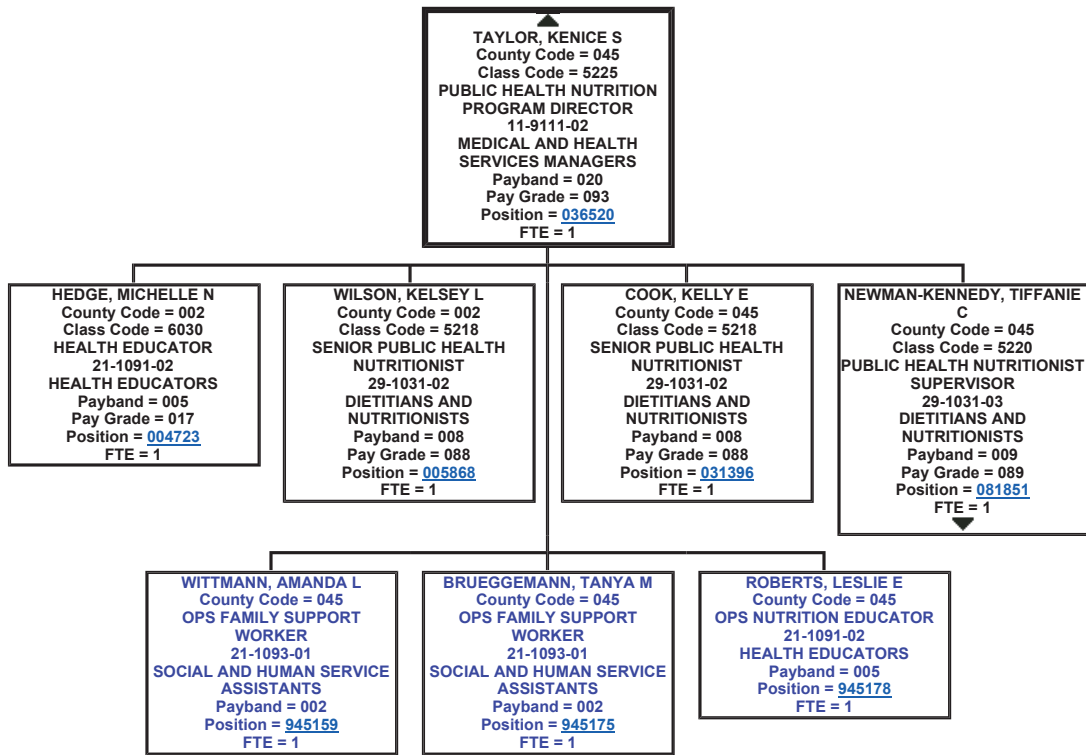 TAYLOR, KENICE S
County Code = 045
Class Code = 5225
PUBLIC HEALTH NUTRITION
PROGRAM DIRECTOR
11-9111-02
MEDICAL AND HEALTH
SERVICES MANAGERS
Payband = 020
Pay Grade = 093
Position = 036520
FTE = 1
HEDGE, MICHELLE N
County Code = 002
Class Code = 6030
HEALTH EDUCATOR
21-1091-02
HEALTH EDUCATORS
Payband = 005
Pay Grade = 017
Position = 004723
FTE = 1
WILSON, KELSEY L
County Code = 002
Class Code = 5218
SENIOR PUBLIC HEALTH
NUTRITIONIST
29-1031-02
DIETITIANS AND
NUTRITIONISTS
Payband = 008
Pay Grade = 088
Position = 005868
FTE = 1
COOK, KELLY E
County Code = 045
Class Code = 5218
SENIOR PUBLIC HEALTH
NUTRITIONIST
29-1031-02
DIETITIANS AND
NUTRITIONISTS
Payband = 008
Pay Grade = 088
Position = 031396
FTE = 1
NEWMAN-KENNEDY, TIFFANIE
C
County Code = 045
Class Code = 5220
PUBLIC HEALTH NUTRITIONIST
SUPERVISOR
29-1031-03
DIETITIANS AND
NUTRITIONISTS
Payband = 009
Pay Grade = 089
Position = 081851
FTE = 1
WITTMANN, AMANDA L
County Code = 045
OPS FAMILY SUPPORT
WORKER
21-1093-01
SOCIAL AND HUMAN SERVICE
ASSISTANTS
Payband = 002
Position = 945159
FTE = 1
BRUEGGEMANN, TANYA M
County Code = 045
OPS FAMILY SUPPORT
WORKER
21-1093-01
SOCIAL AND HUMAN SERVICE
ASSISTANTS
Payband = 002
Position = 945175
FTE = 1
ROBERTS, LESLIE E
County Code = 045
OPS NUTRITION EDUCATOR
21-1091-02
HEALTH EDUCATORS
Payband = 005
Position = 945178
FTE = 1